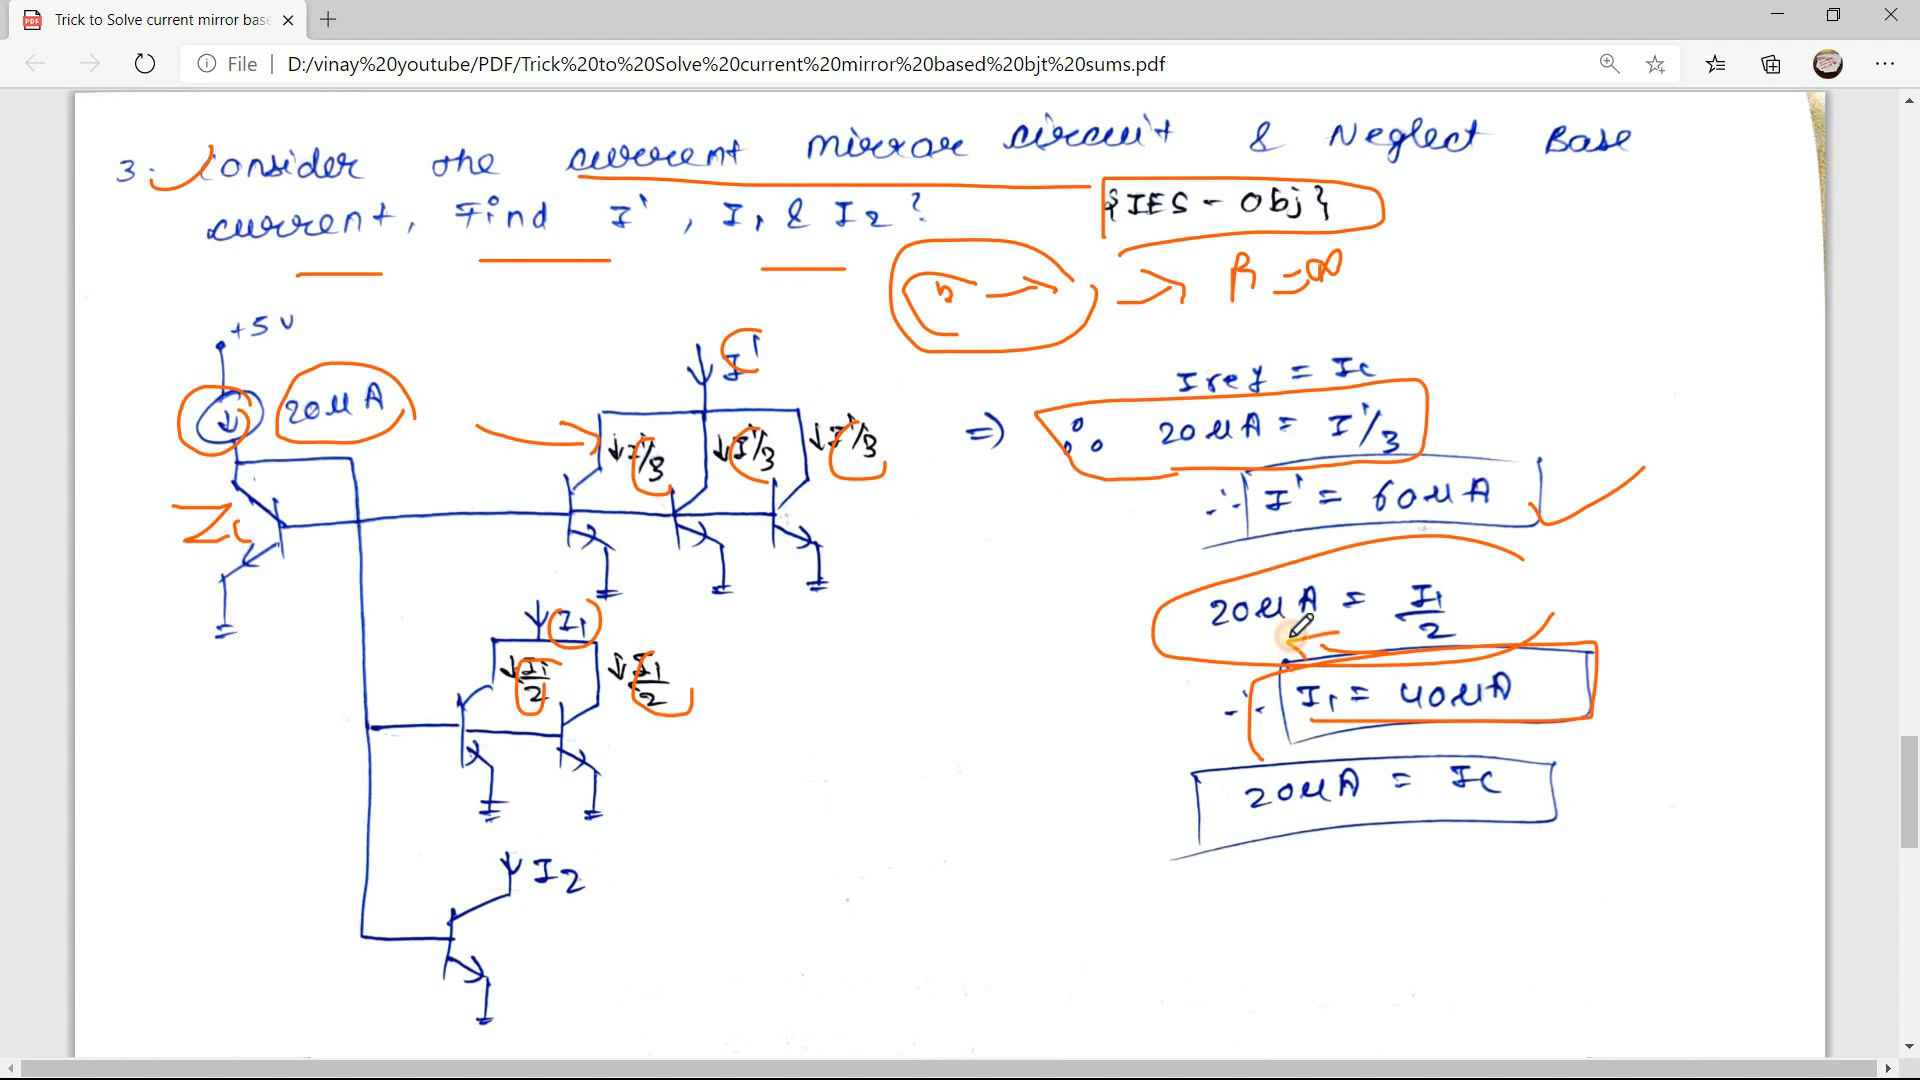 Trick to Solve current mirror base
File
D:/vinay%20youtube/PDF/Trick%20to%20Solve%20current%20mirror%20based%20bjt%20sums.pdf
3. Consider the current mirror circuit & Neglect Base
current, Find I', I1 & I2?
{IES - Obj}
β = ∞
+5V
20μA
I'
I'/3
I'/3
I'/3
Iref = Ic
∴ 20μA = I'/3
∴ I' = 60μA
I1
I1/2
I1/2
20μA = I1/2
∴ I1 = 40μA
20μA = Ic
I2